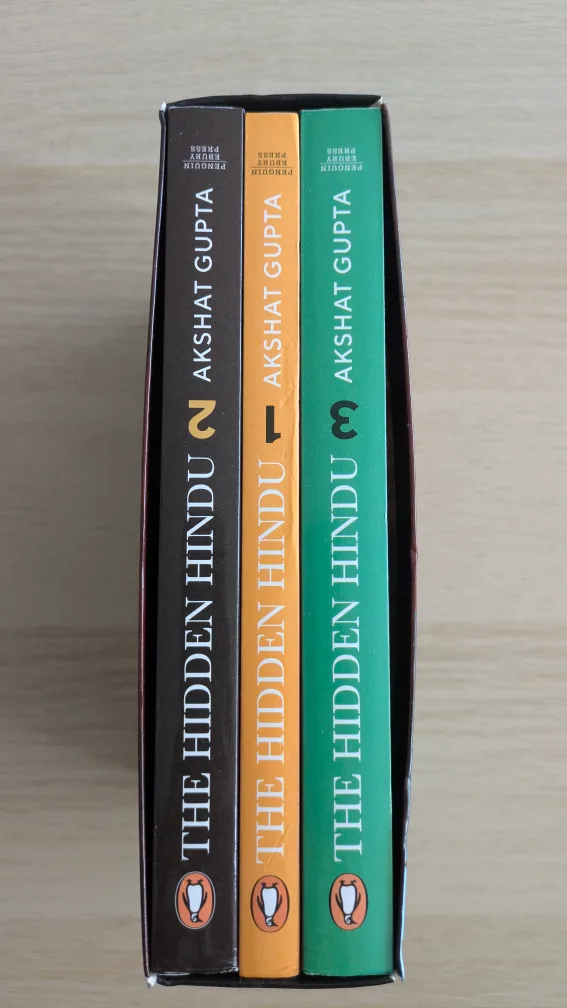 THE HIDDEN HINDU 2 AKSHAT GUPTA
PENGUIN
EBURY
PRESS
THE HIDDEN HINDU 1 AKSHAT GUPTA
PENGUIN
EBURY
PRESS
THE HIDDEN HINDU 3 AKSHAT GUPTA
PENGUIN
EBURY
PRESS